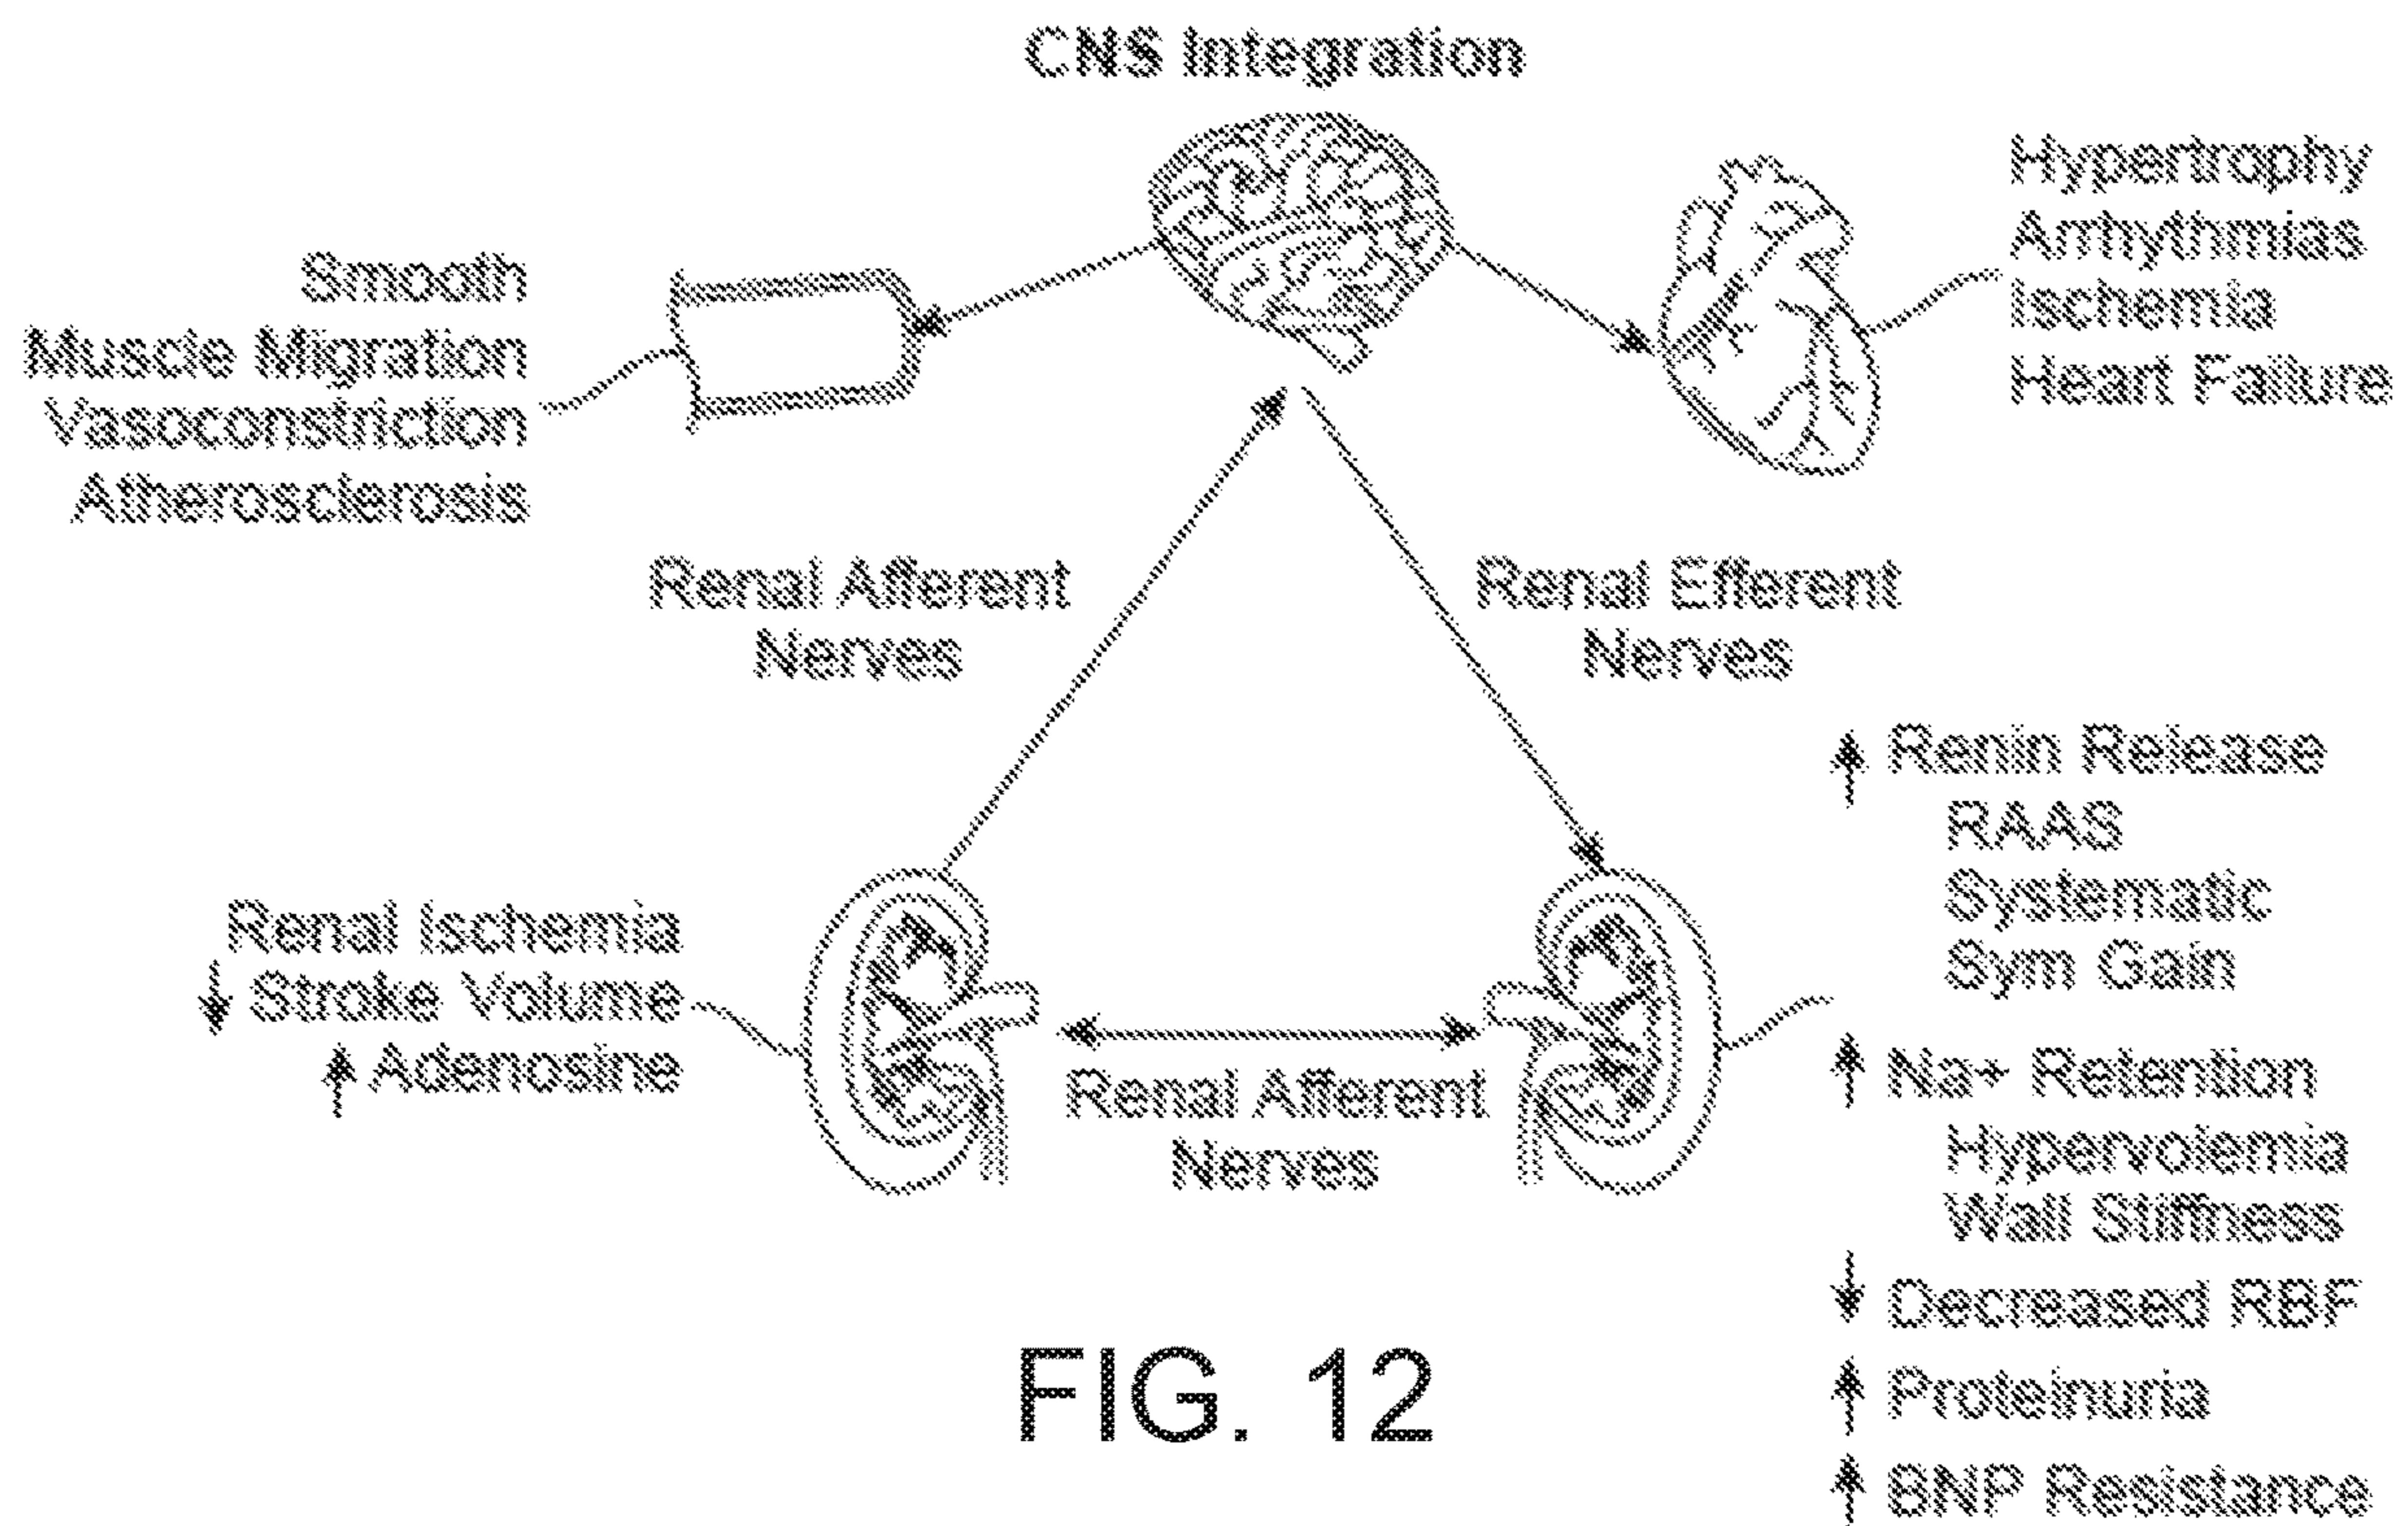 CNS Integration
Smooth
Muscle Migration
Vasoconstriction
Atherosclerosis
Hypertrophy
Arrhythmias
Ischemia
Heart Failure
Renal Afferent
Nerves
Renal Efferent
Nerves
Renal Ischemia
↓ Stroke Volume
↑ Adenosine
Renal Afferent
Nerves
↑ Renin Release
RAAS
Systematic
Sym Gain
↑ Na+ Retention
Hypervolemia
Wall Stiffness
↓ Decreased RBF
↑ Proteinuria
↑ BNP Resistance
FIG. 12